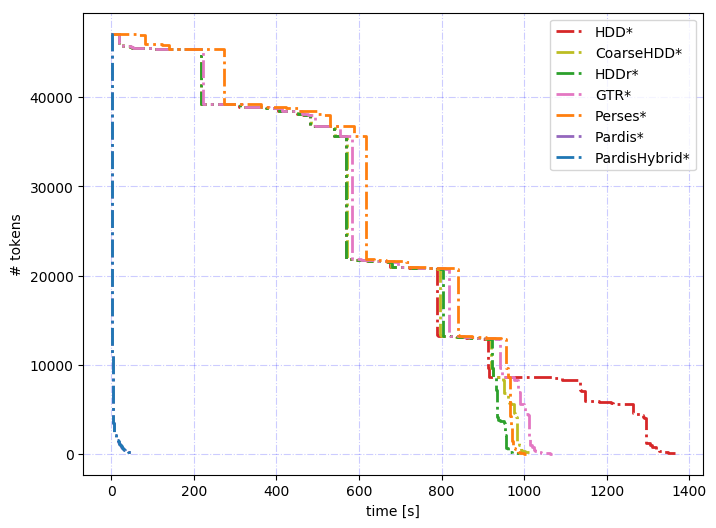 HDD*
CoarseHDD*
HDDr*
GTR*
Perses*
Pardis*
PardisHybrid*
# tokens
40000
30000
20000
10000
0
0 200 400 600 800 1000 1200 1400
time [s]